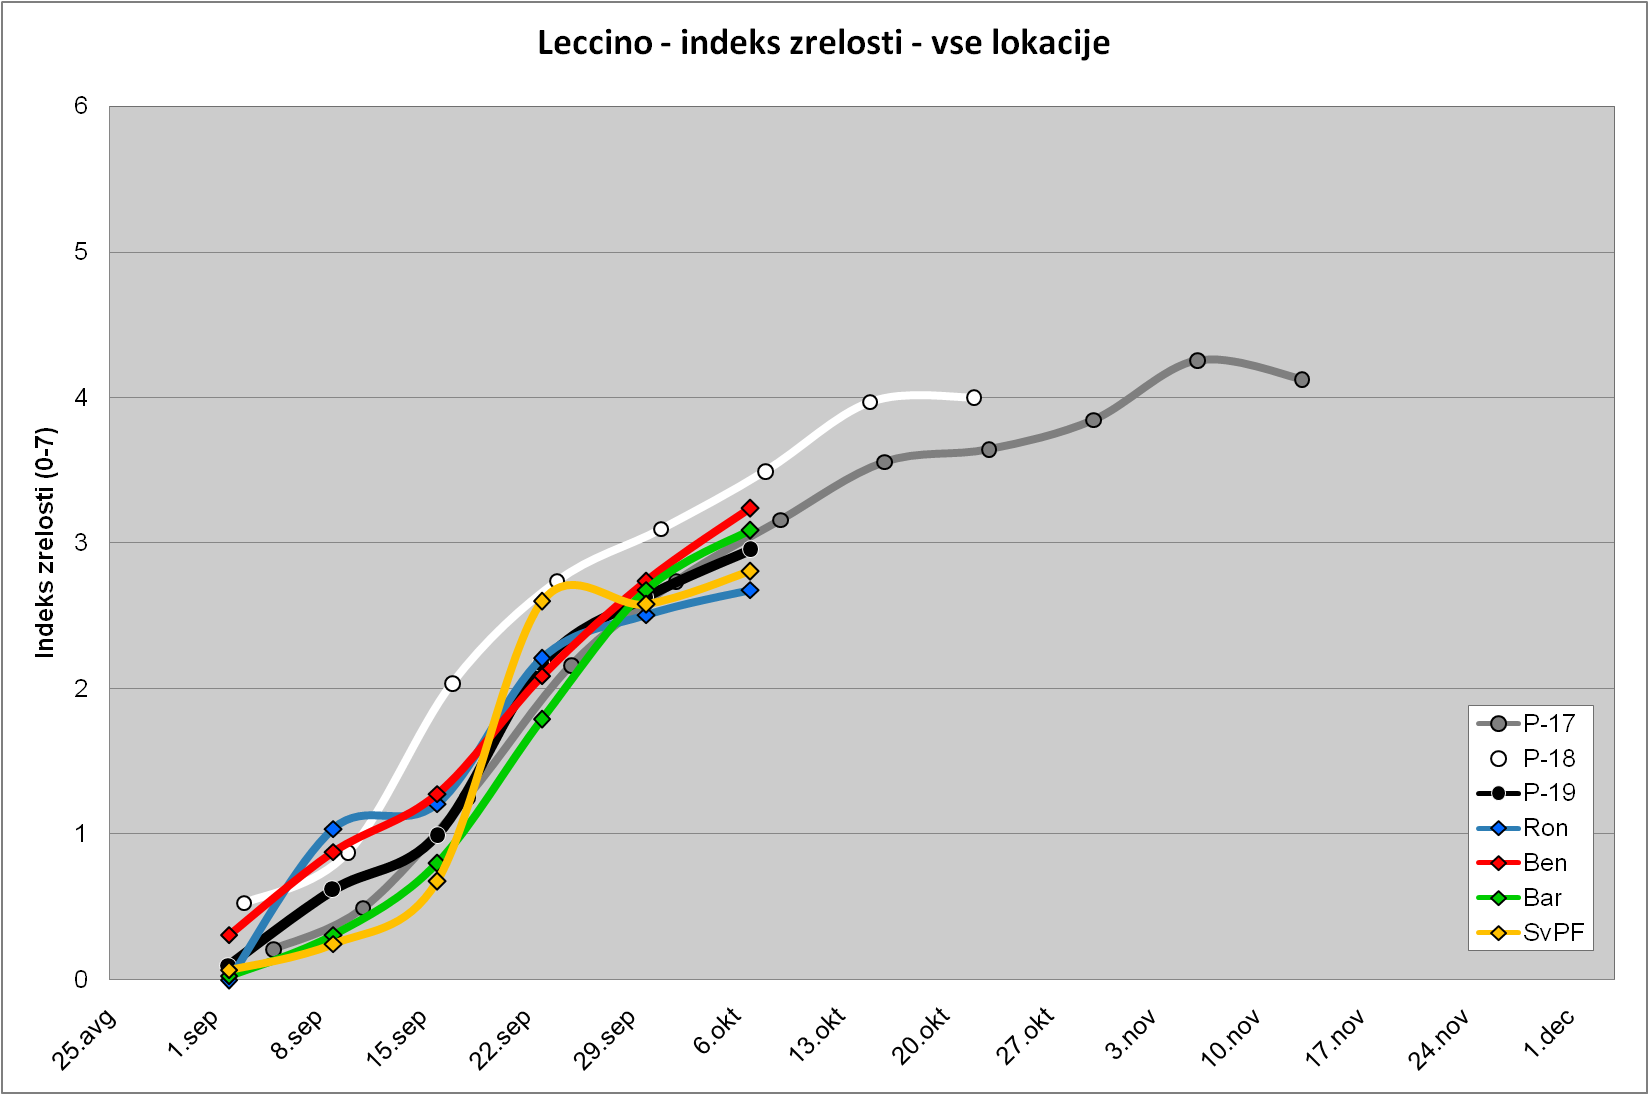 Leccino - indeks zrelosti - vse lokacije
Indeks zrelosti (0-7)
6
5
4
3
2
1
0
25.avg
1.sep
8.sep
15.sep
22.sep
29.sep
6.okt
13.okt
20.okt
27.okt
3.nov
10.nov
17.nov
24.nov
1.dec
P-17
P-18
P-19
Ron
Ben
Bar
SvPF